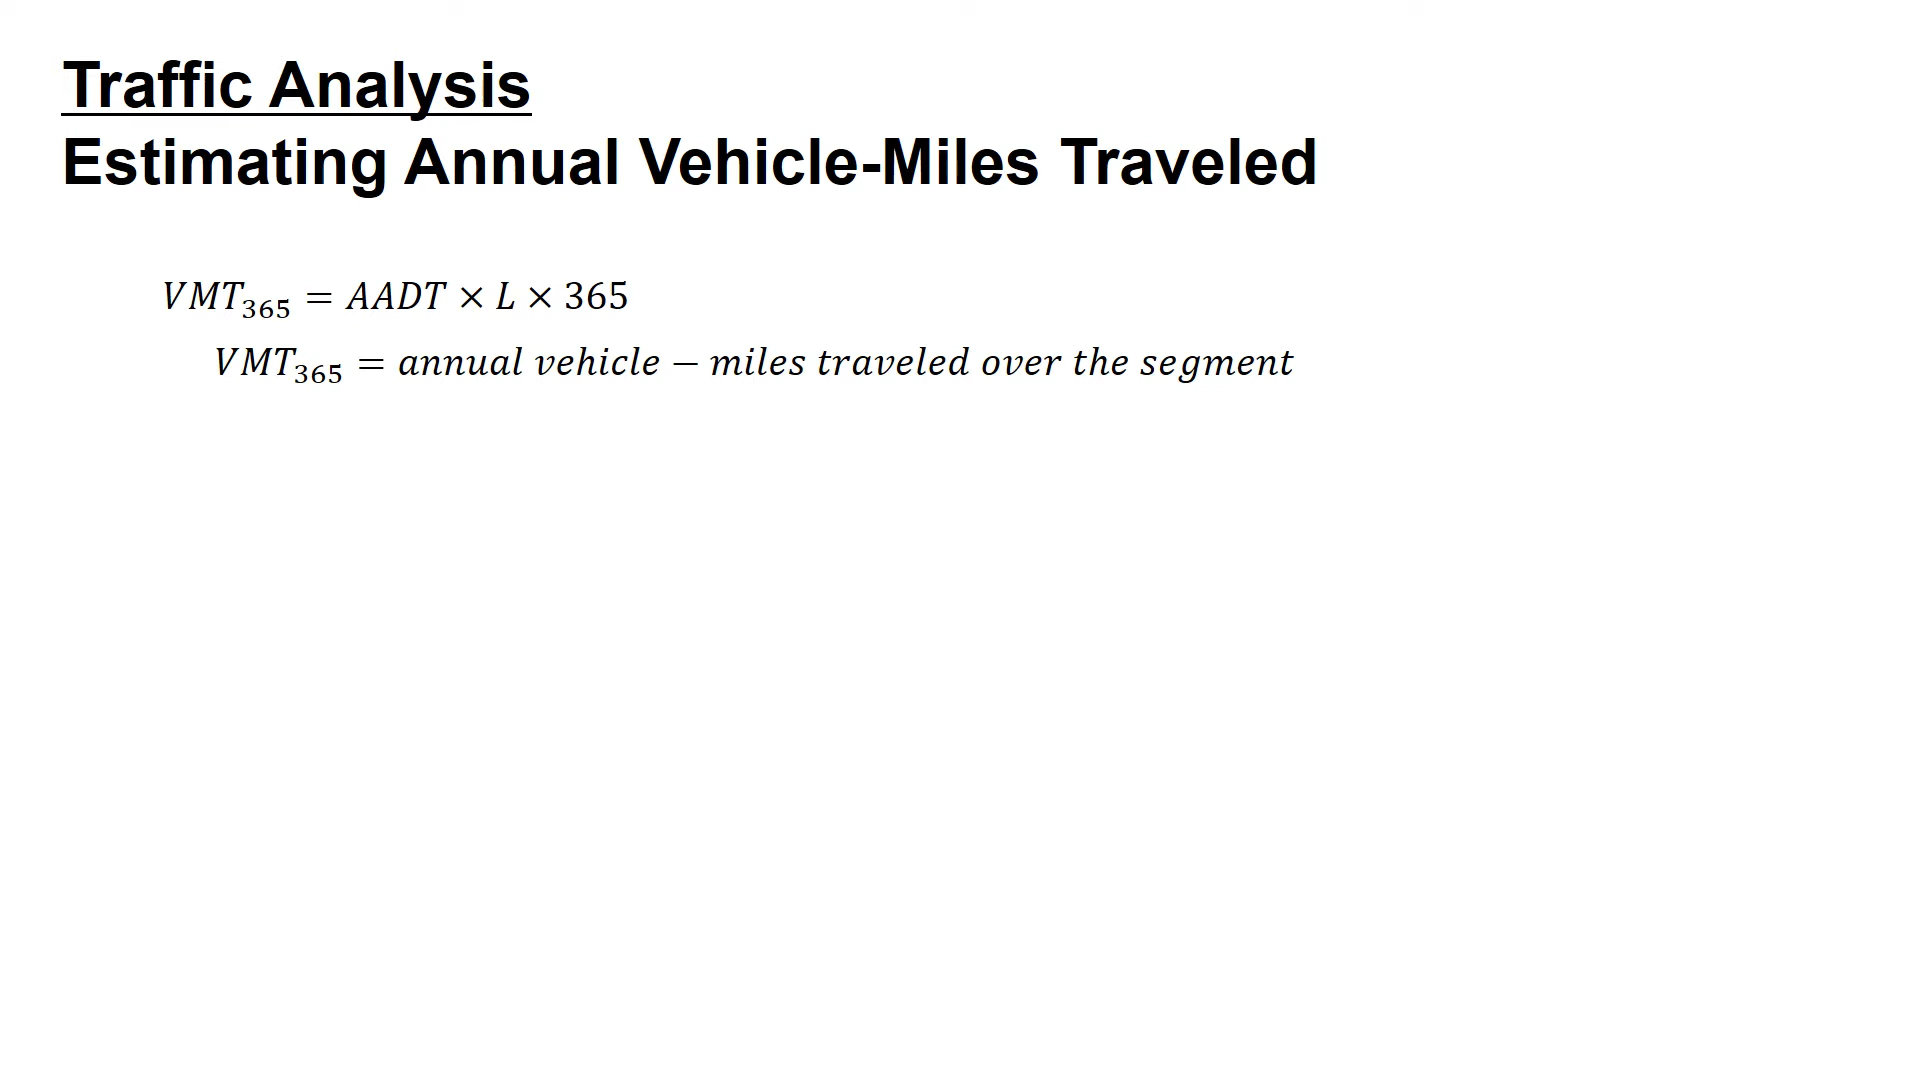 Traffic Analysis
Estimating Annual Vehicle-Miles Traveled
VMT₃₆₅ = AADT × L × 365
VMT₃₆₅ = annual vehicle − miles traveled over the segment